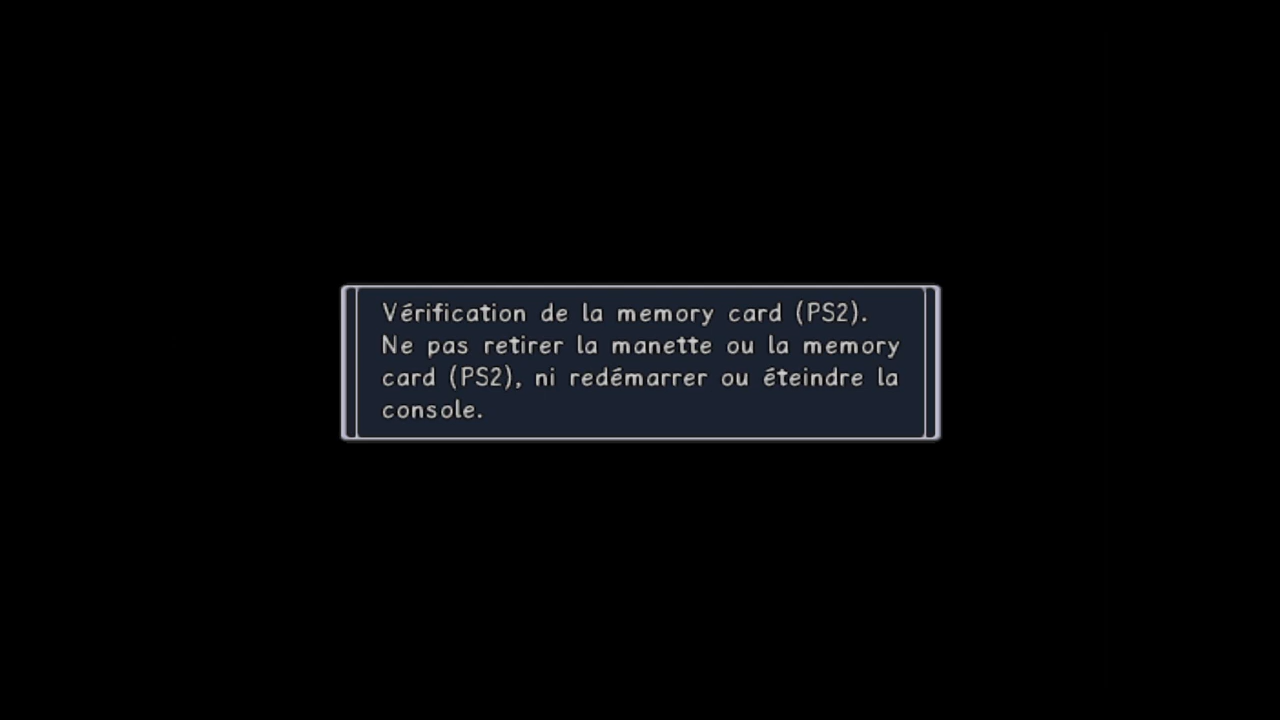 Vérification de la memory card (PS2).
Ne pas retirer la manette ou la memory
card (PS2), ni redémarrer ou éteindre la
console.